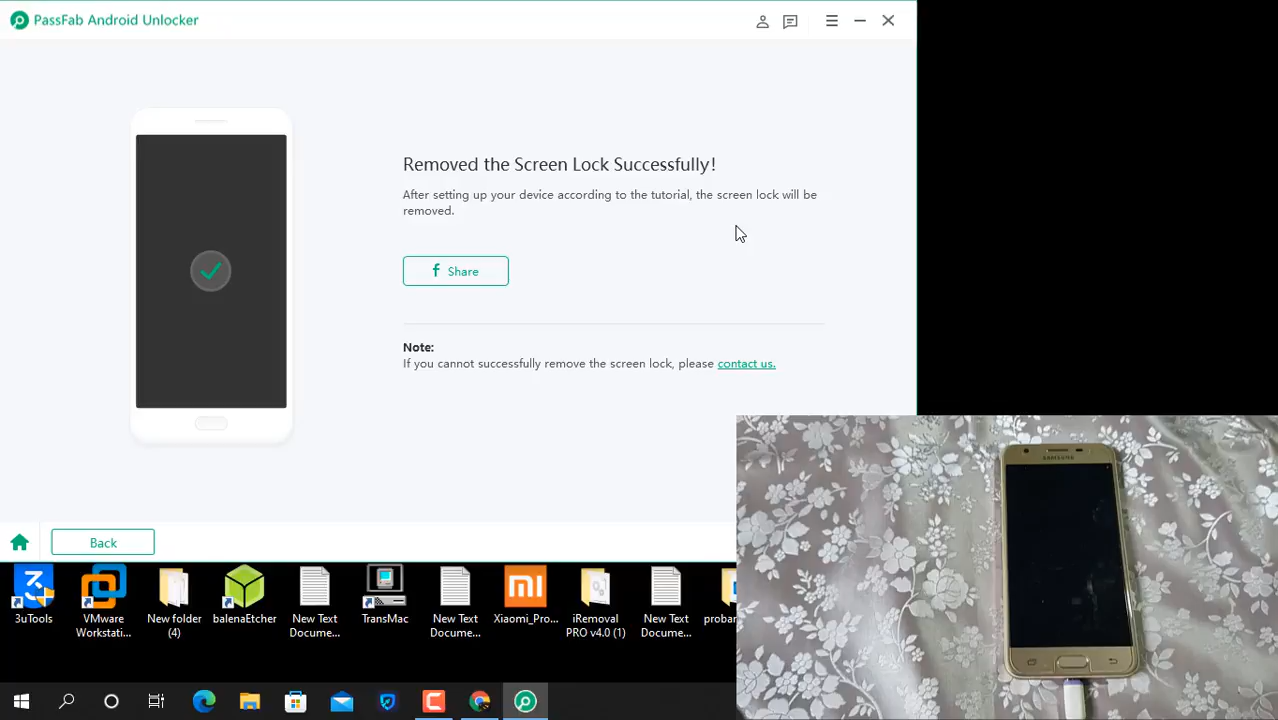 PassFab Android Unlocker
Removed the Screen Lock Successfully!
After setting up your device according to the tutorial, the screen lock will be
removed.
f Share
Note:
If you cannot successfully remove the screen lock, please contact us.
Back
SAMSUNG
3uTools
VMware
Workstati...
New folder
(4)
balenaEtcher
New Text
Docume...
TransMac
New Text
Docume...
mi
Xiaomi_Pro...
iRemoval
PRO v4.0 (1)
New Text
Docume...